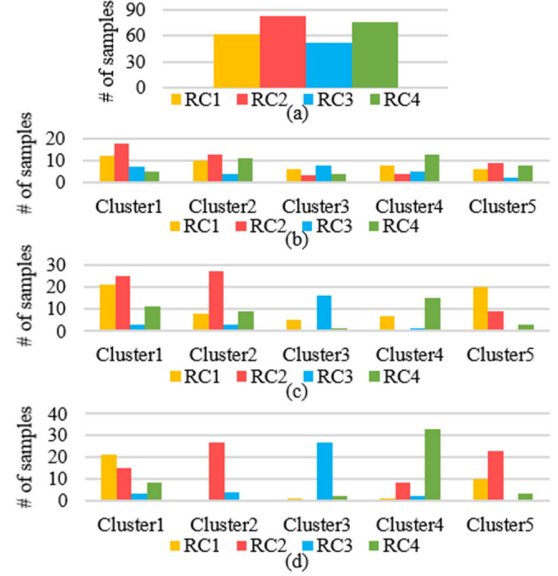 # of samples
90
60
30
0
RC1 RC2 RC3 RC4
(a)
# of samples
20
10
0
Cluster1 Cluster2 Cluster3 Cluster4 Cluster5
RC1 RC2 RC3 RC4
(b)
# of samples
30
20
10
0
Cluster1 Cluster2 Cluster3 Cluster4 Cluster5
RC1 RC2 RC3 RC4
(c)
# of samples
40
30
20
10
0
Cluster1 Cluster2 Cluster3 Cluster4 Cluster5
RC1 RC2 RC3 RC4
(d)